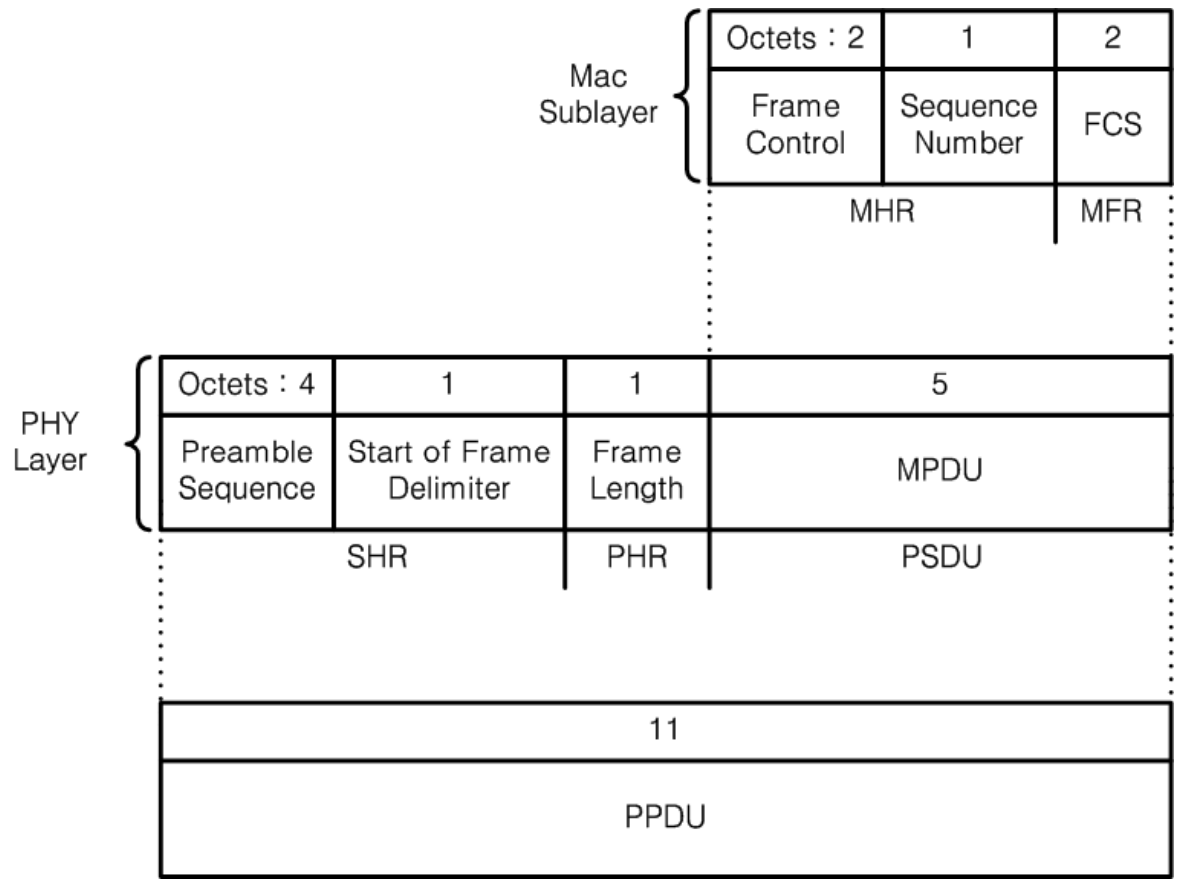 Octets : 2 1 2
Mac
Sublayer
Frame
Control
Sequence
Number
FCS
MHR MFR
Octets : 4 1 1 5
PHY
Layer
Preamble
Sequence
Start of Frame
Delimiter
Frame
Length
MPDU
SHR PHR PSDU
11
PPDU